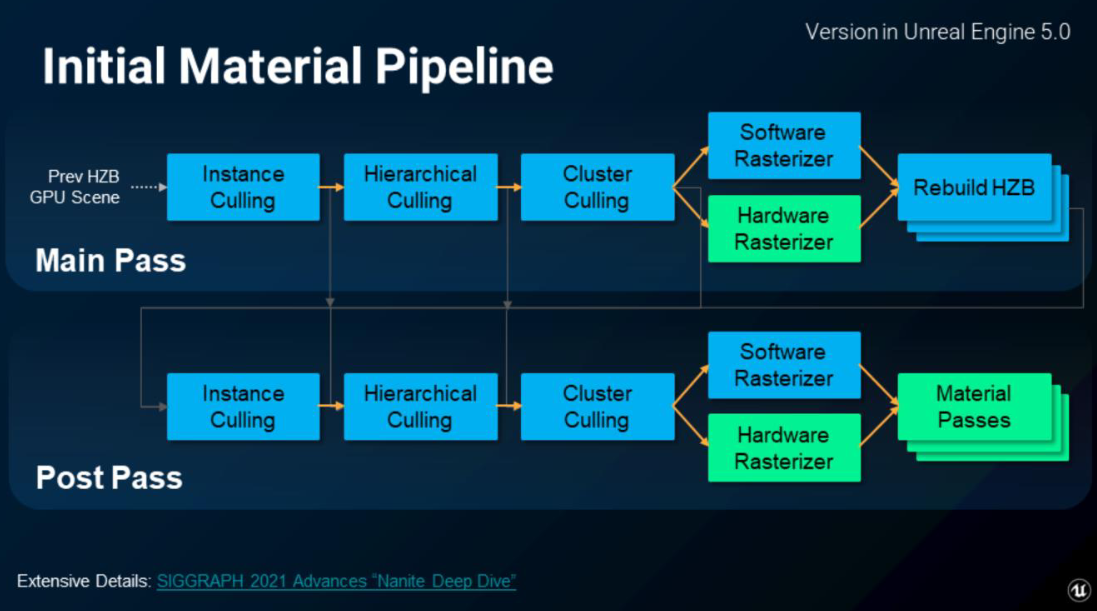 Version in Unreal Engine 5.0
Initial Material Pipeline
Prev HZB
GPU Scene
Instance
Culling
Hierarchical
Culling
Cluster
Culling
Software
Rasterizer
Hardware
Rasterizer
Rebuild HZB
Main Pass
Instance
Culling
Hierarchical
Culling
Cluster
Culling
Software
Rasterizer
Hardware
Rasterizer
Material
Passes
Post Pass
Extensive Details: SIGGRAPH 2021 Advances “Nanite Deep Dive”